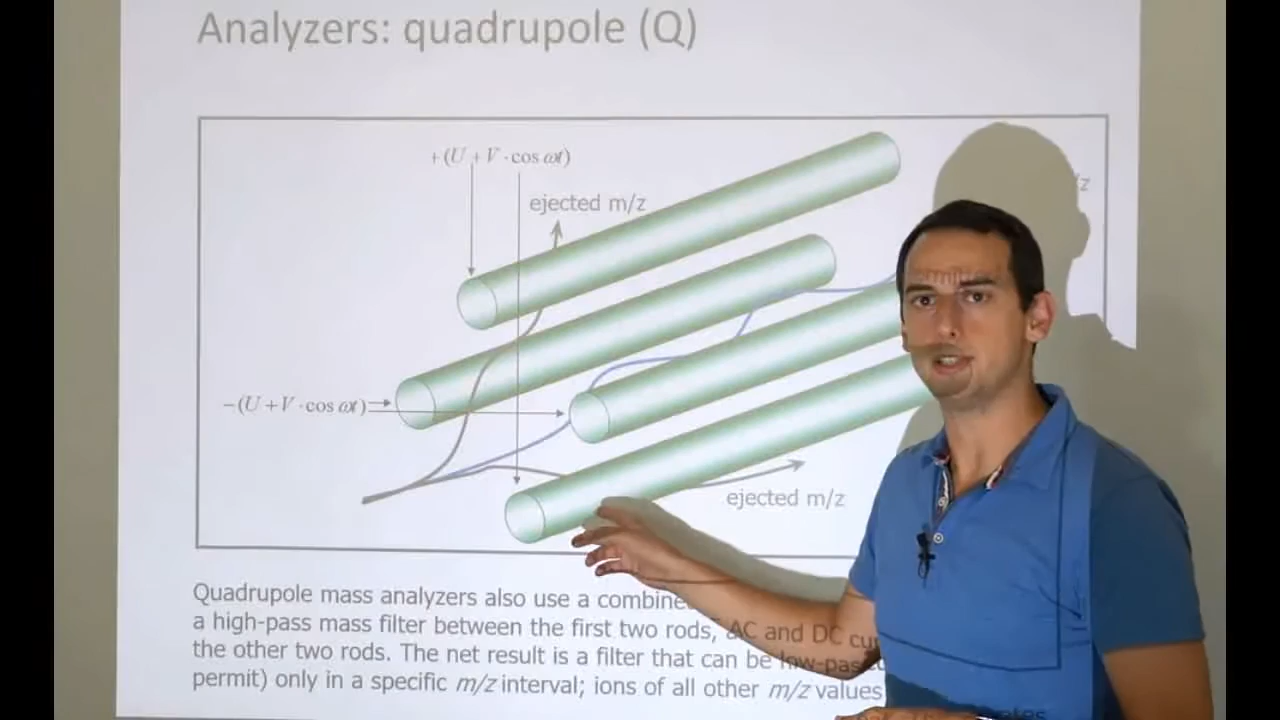 Analyzers: quadrupole (Q)
+(U + V · cos ωt)
ejected m/z
−(U + V · cos ωt)
ejected m/z
Quadrupole mass analyzers also use a combine
a high-pass mass filter between the first two rods, AC and DC cu
the other two rods. The net result is a filter that can be low-pas
permit) only in a specific m/z interval; ions of all other m/z values